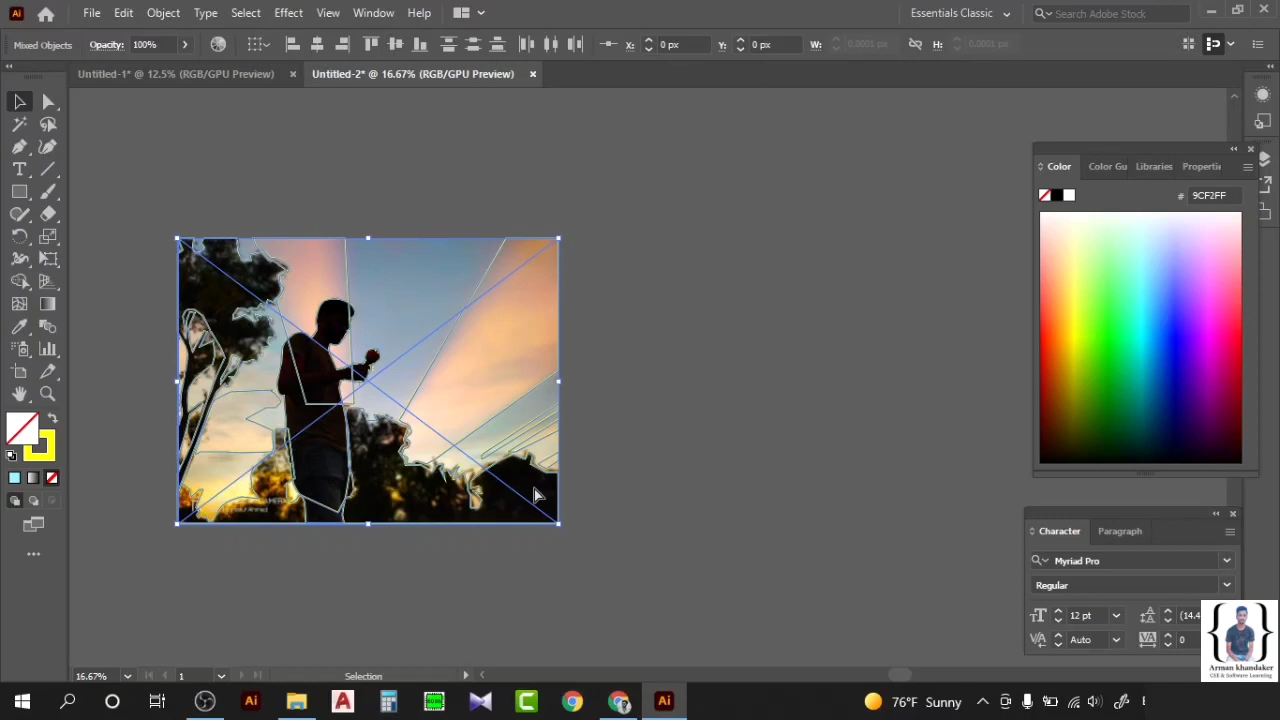 File Edit Object Type Select Effect View Window Help
Essentials Classic
Search Adobe Stock
Mixed Objects
Opacity: 100%
X: 0 px
Y: 0 px
W: 0.0001 px
H: 0.0001 px
Untitled-1* @ 12.5% (RGB/GPU Preview)
Untitled-2* @ 16.67% (RGB/GPU Preview)
Color
Color Gu
Libraries
Properti
# 9CF2FF
Character
Paragraph
Myriad Pro
Regular
12 pt
(14.4
Auto
0
Arman khandaker
CSE & Software Learning
16.67%
1
Selection
76°F Sunny